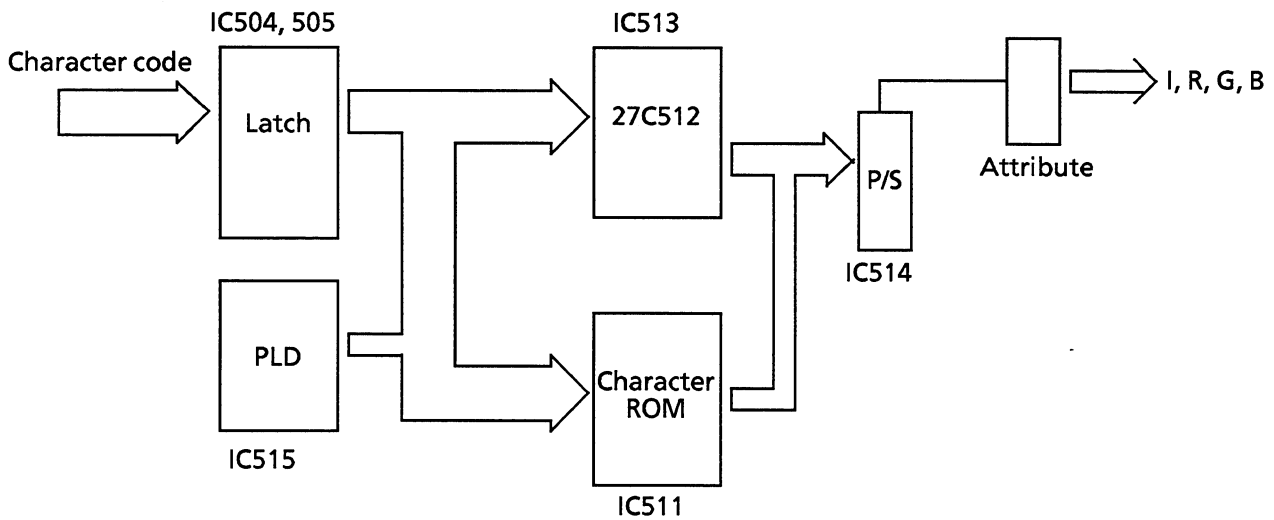 IC504, 505
IC513
Character code
I, R, G, B
Latch
27C512
Attribute
P/S
IC514
PLD
Character
ROM
IC515
IC511